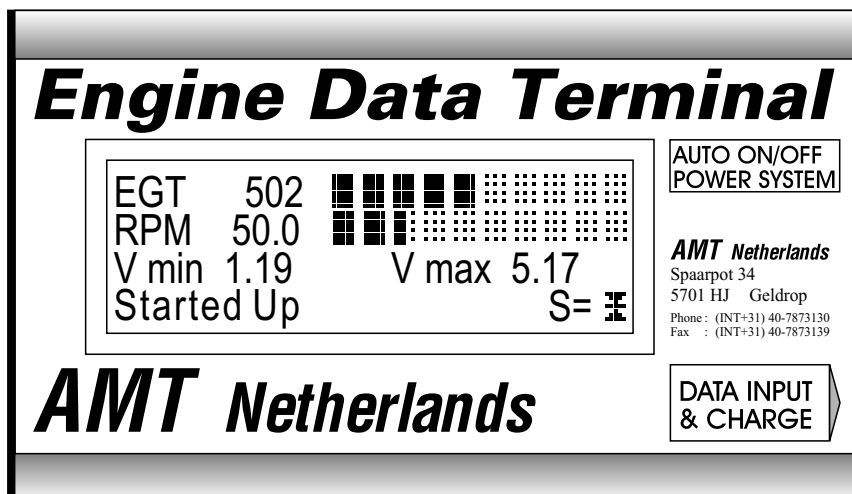 Engine Data Terminal
EGT 502
RPM 50.0
V min 1.19 V max 5.17
Started Up S=
AUTO ON/OFF
POWER SYSTEM
AMT Netherlands
Spaarpot 34
5701 HJ Geldrop
Phone : (INT+31) 40-7873130
Fax : (INT+31) 40-7873139
AMT Netherlands
DATA INPUT
& CHARGE